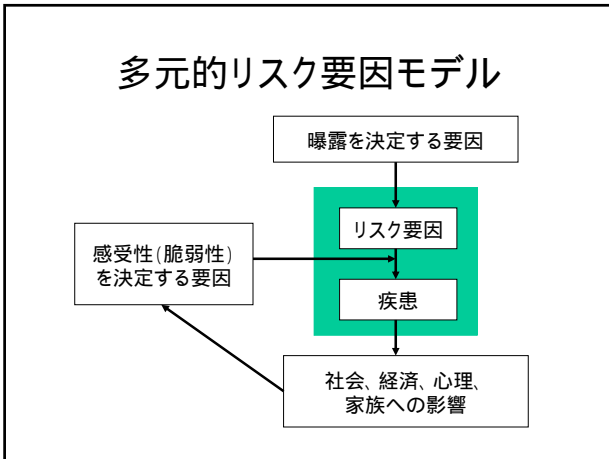 多元的リスク要因モデル
曝露を決定する要因
リスク要因
感受性(脆弱性)
を決定する要因
疾患
社会、経済、心理、
家族への影響